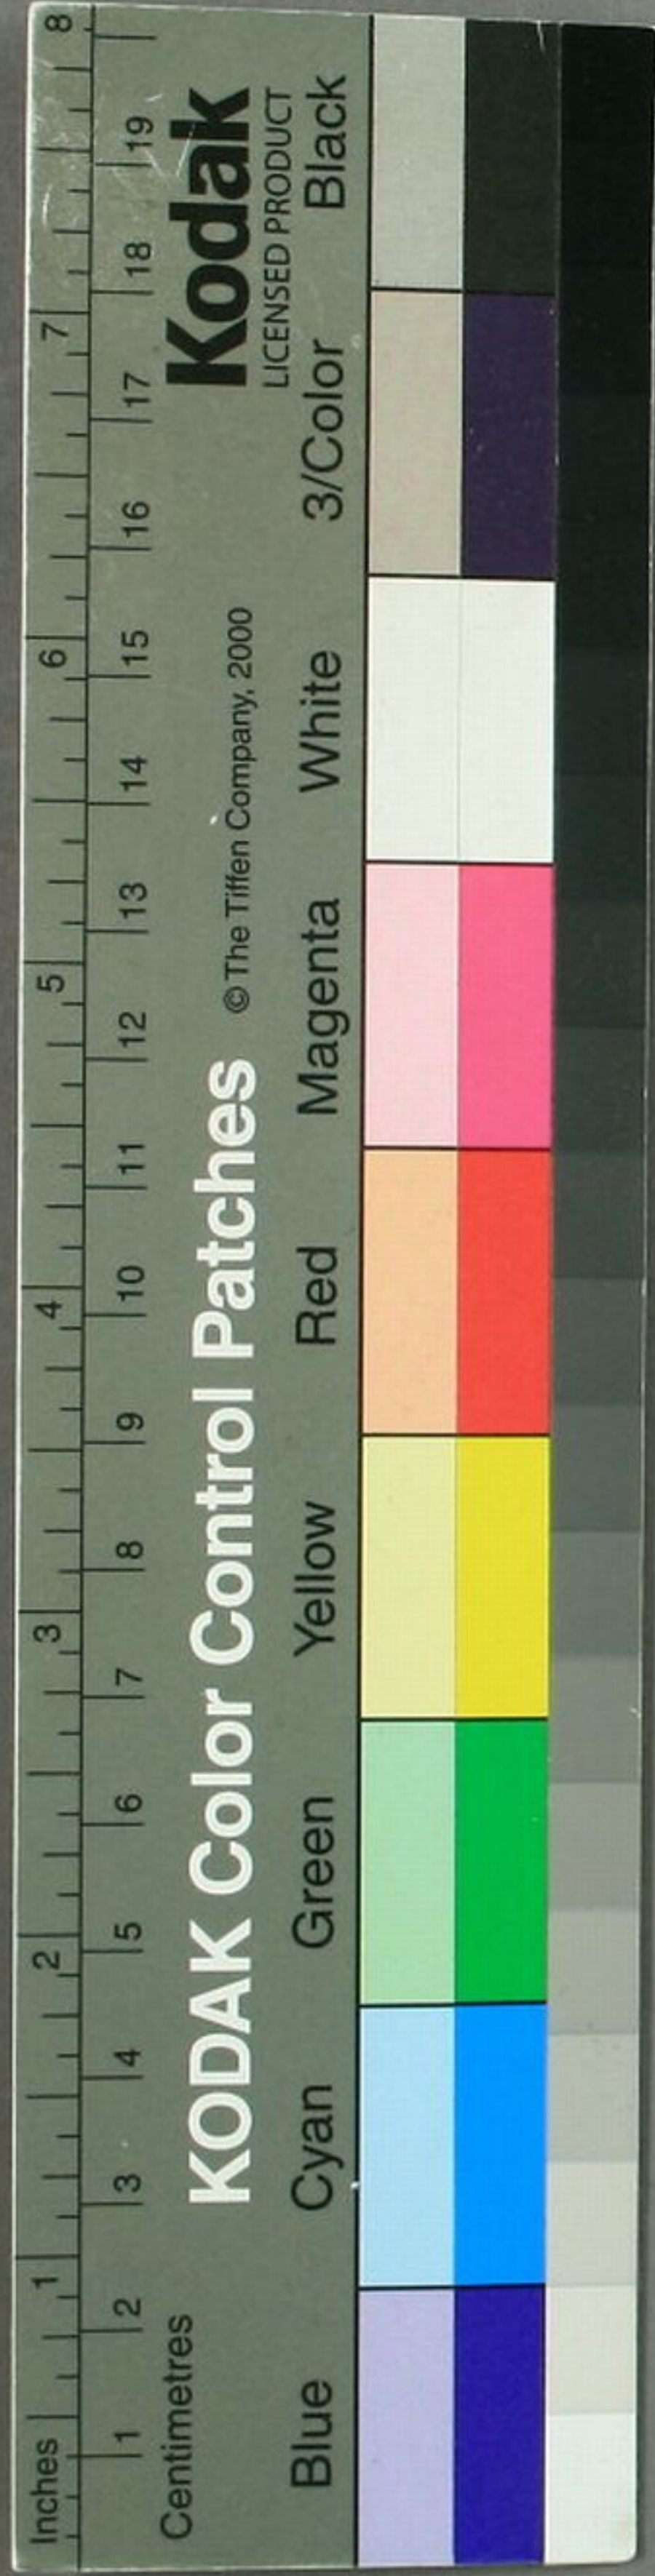 Inches 1 2 3 4 5 6 7 8
1 2 3 4 5 6 7 8 9 10 11 12 13 14 15 16 17 18 19
Centimetres
KODAK Color Control Patches © The Tiffen Company, 2000
Kodak
LICENSED PRODUCT
Blue Cyan Green Yellow Red Magenta White 3/Color Black